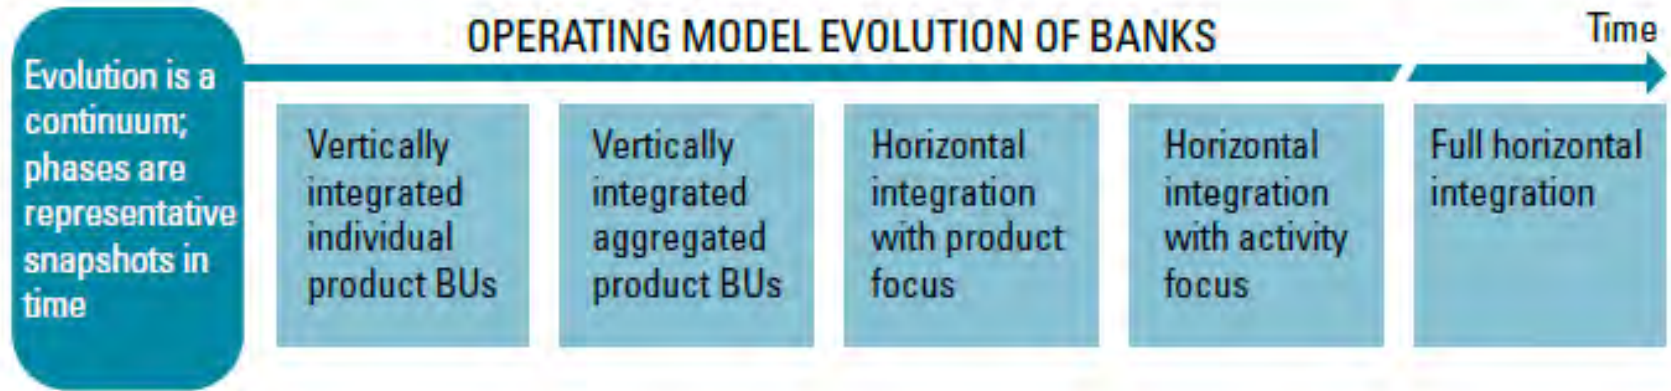 OPERATING MODEL EVOLUTION OF BANKS
Time
Evolution is a
continuum;
phases are
representative
snapshots in
time
Vertically
integrated
individual
product BUs
Vertically
integrated
aggregated
product BUs
Horizontal
integration
with product
focus
Horizontal
integration
with activity
focus
Full horizontal
integration